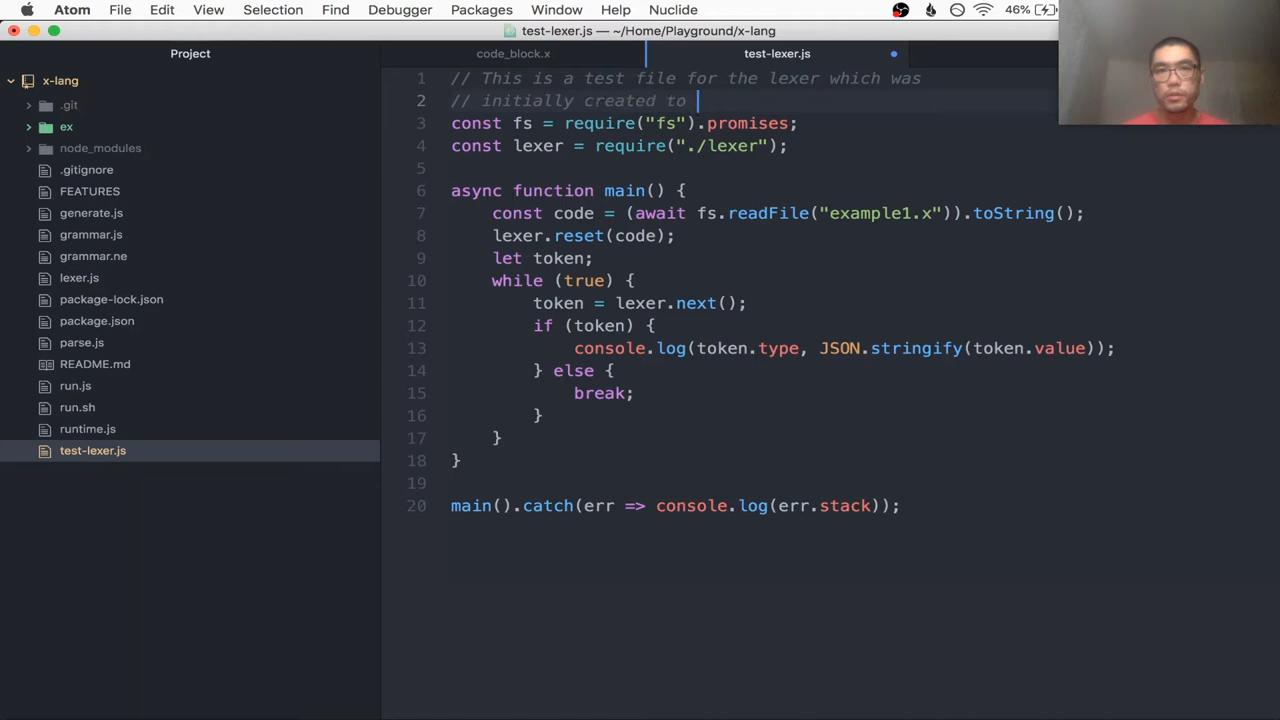 Atom File Edit View Selection Find Debugger Packages Window Help Nuclide 46%
test-lexer.js — ~/Home/Playground/x-lang
Project
code_block.x
test-lexer.js
x-lang
.git
ex
node_modules
.gitignore
FEATURES
generate.js
grammar.js
grammar.ne
lexer.js
package-lock.json
package.json
parse.js
README.md
run.js
run.sh
runtime.js
test-lexer.js
1 // This is a test file for the lexer which was
2 // initially created to
3 const fs = require("fs").promises;
4 const lexer = require("./lexer");
5
6 async function main() {
7 const code = (await fs.readFile("example1.x")).toString();
8 lexer.reset(code);
9 let token;
10 while (true) {
11 token = lexer.next();
12 if (token) {
13 console.log(token.type, JSON.stringify(token.value));
14 } else {
15 break;
16 }
17 }
18 }
19
20 main().catch(err => console.log(err.stack));